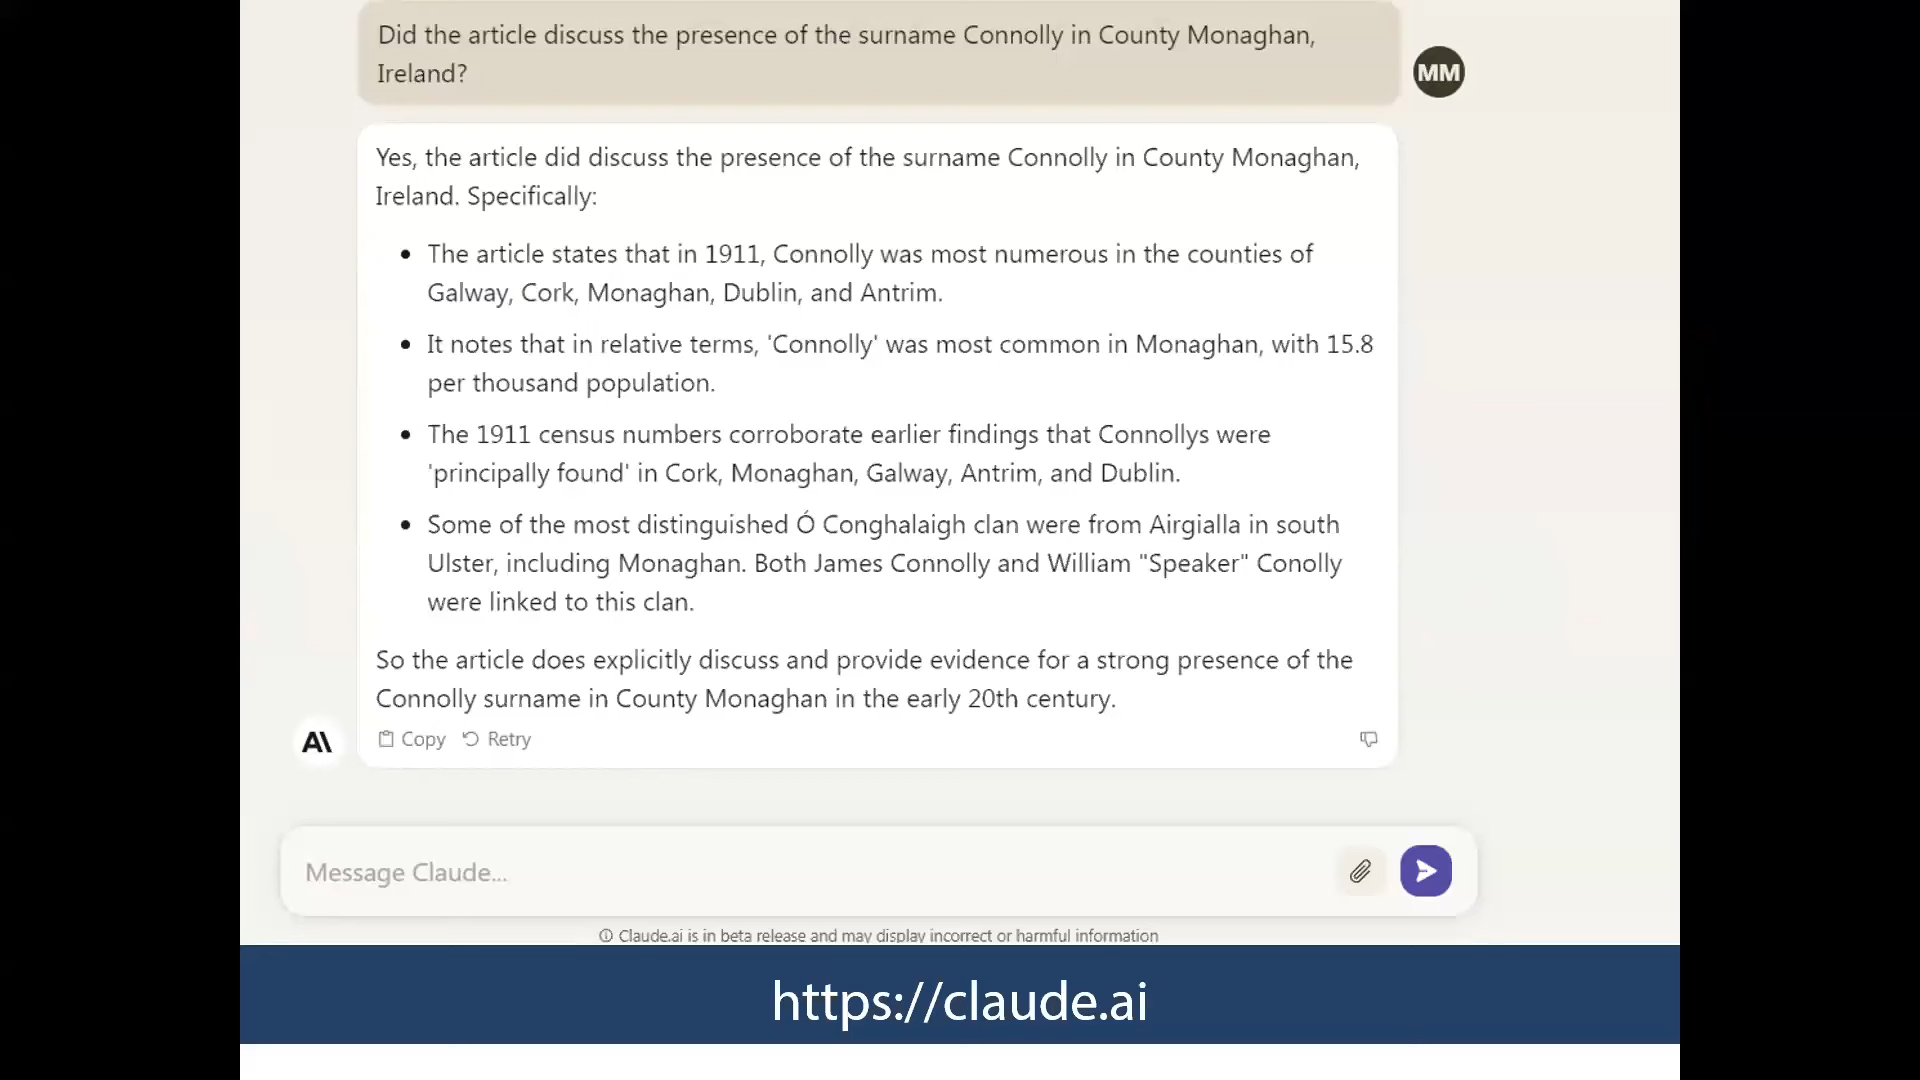 Did the article discuss the presence of the surname Connolly in County Monaghan,
Ireland?
MM
Yes, the article did discuss the presence of the surname Connolly in County Monaghan,
Ireland. Specifically:
• The article states that in 1911, Connolly was most numerous in the counties of
Galway, Cork, Monaghan, Dublin, and Antrim.
• It notes that in relative terms, 'Connolly' was most common in Monaghan, with 15.8
per thousand population.
• The 1911 census numbers corroborate earlier findings that Connollys were
'principally found' in Cork, Monaghan, Galway, Antrim, and Dublin.
• Some of the most distinguished Ó Conghalaigh clan were from Airgialla in south
Ulster, including Monaghan. Both James Connolly and William "Speaker" Conolly
were linked to this clan.
So the article does explicitly discuss and provide evidence for a strong presence of the
Connolly surname in County Monaghan in the early 20th century.
A\
Copy Retry
Message Claude...
Claude.ai is in beta release and may display incorrect or harmful information
https://claude.ai